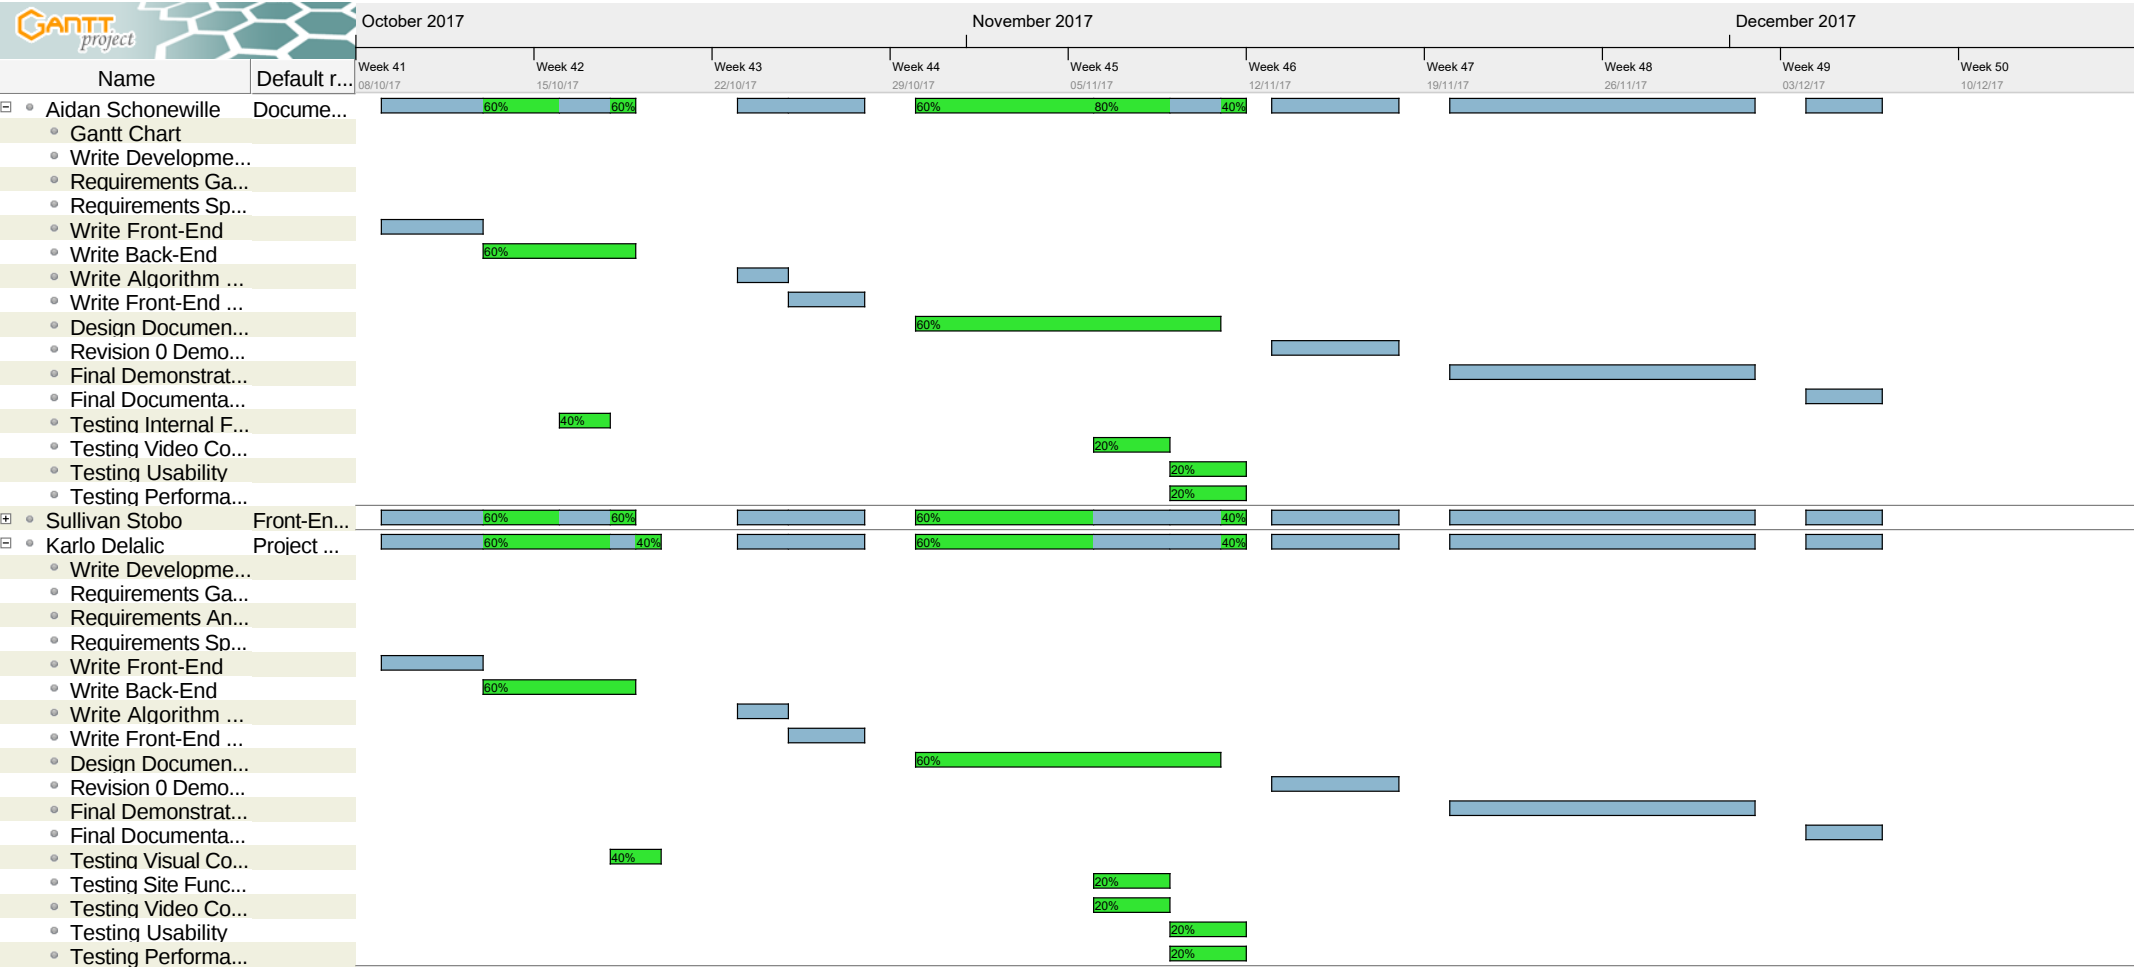 GANTT project
October 2017 November 2017 December 2017
Name Default r...
Week 41 Week 42 Week 43 Week 44 Week 45 Week 46 Week 47 Week 48 Week 49 Week 50
08/10/17 15/10/17 22/10/17 29/10/17 05/11/17 12/11/17 19/11/17 26/11/17 03/12/17 10/12/17
Aidan Schonewille Docume... 60% 60% 60% 80% 40%
Gantt Chart
Write Developme...
Requirements Ga...
Requirements Sp...
Write Front-End
Write Back-End 60%
Write Algorithm ...
Write Front-End ...
Design Documen... 60%
Revision 0 Demo...
Final Demonstrat...
Final Documenta...
Testing Internal F... 40%
Testing Video Co... 20%
Testing Usability 20%
Testing Performa... 20%
Sullivan Stobo Front-En... 60% 60% 60% 40%
Karlo Delalic Project ... 60% 40% 60% 40%
Write Developme...
Requirements Ga...
Requirements An...
Requirements Sp...
Write Front-End
Write Back-End 60%
Write Algorithm ...
Write Front-End ...
Design Documen... 60%
Revision 0 Demo...
Final Demonstrat...
Final Documenta...
Testing Visual Co... 40%
Testing Site Func... 20%
Testing Video Co... 20%
Testing Usability 20%
Testing Performa... 20%